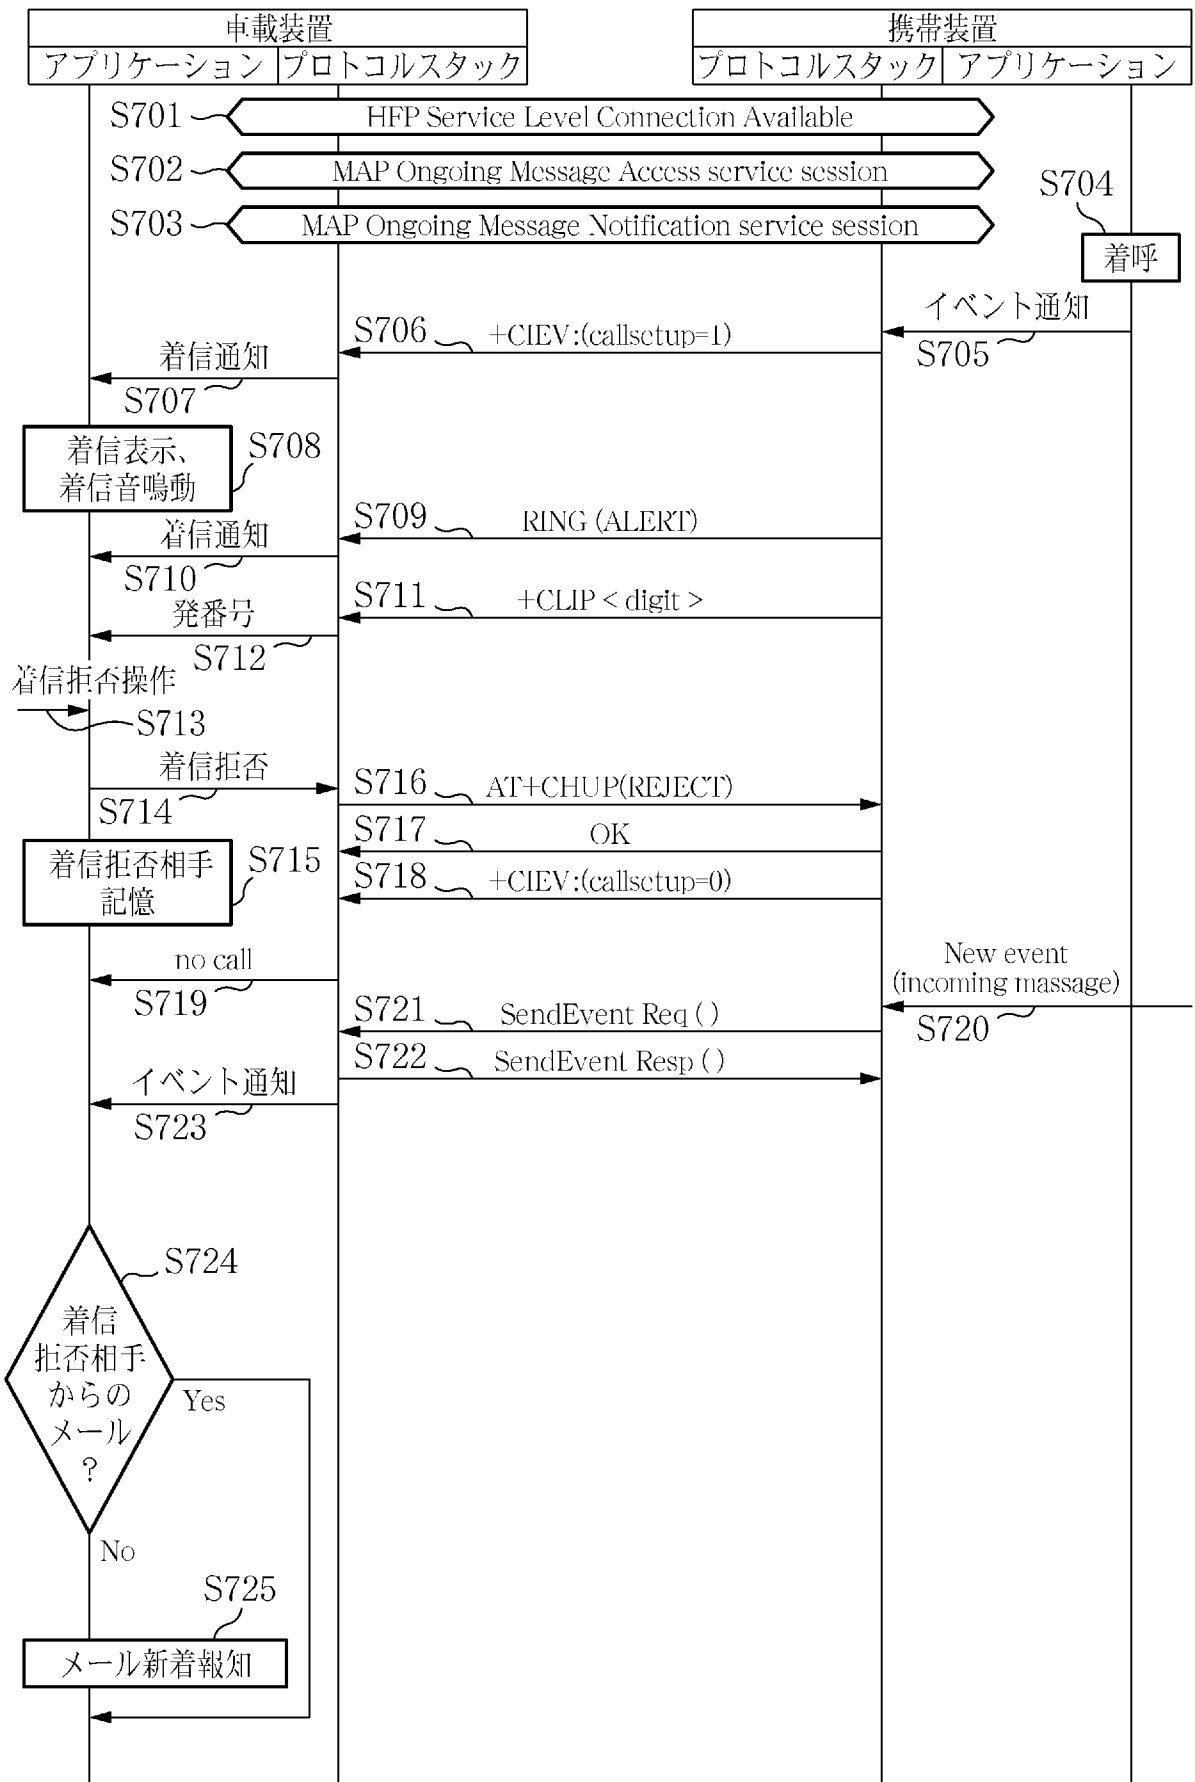 車載装置
携帯装置
アプリケーション
プロトコルスタック
プロトコルスタック
アプリケーション
S701
HFP Service Level Connection Available
S702
MAP Ongoing Message Access service session
S703
MAP Ongoing Message Notification service session
S704
着呼
イベント通知
S705
S706
+CIEV:(callsetup=1)
着信通知
S707
着信表示、
着信音鳴動
S708
S709
RING (ALERT)
着信通知
S710
S711
+CLIP < digit >
発番号
S712
着信拒否操作
S713
着信拒否
S714
S716
AT+CHUP(REJECT)
S717
OK
着信拒否相手
記憶
S715
S718
+CIEV:(callsetup=0)
no call
S719
New event
(incoming massage)
S720
S721
SendEvent Req ( )
S722
SendEvent Resp ( )
イベント通知
S723
S724
着信
拒否相手
からの
メール
?
Yes
No
S725
メール新着報知